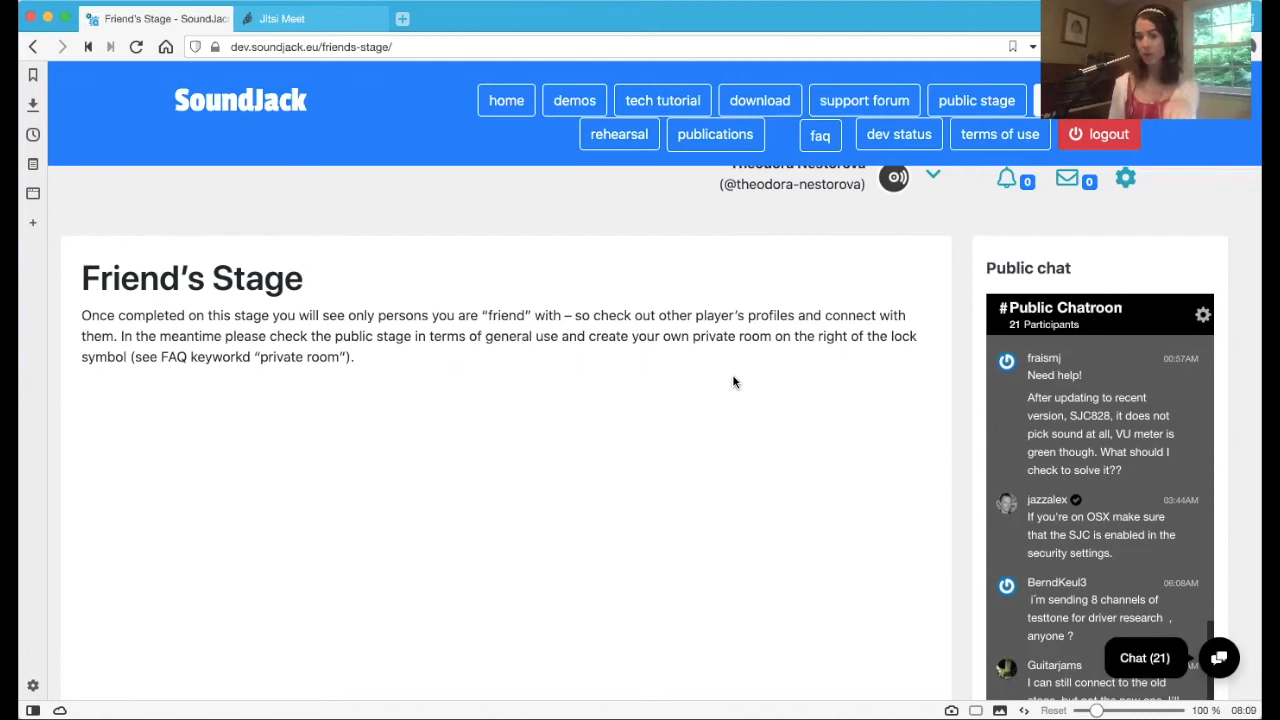 Friend's Stage - SoundJac
Jitsi Meet
dev.soundjack.eu/friends-stage/
SoundJack
home
demos
tech tutorial
download
support forum
public stage
rehearsal
publications
faq
dev status
terms of use
logout
Theodora Nestorova
(@theodora-nestorova)
0
0
Friend's Stage
Once completed on this stage you will see only persons you are “friend” with – so check out other player's profiles and connect with
them. In the meantime please check the public stage in terms of general use and create your own private room on the right of the lock
symbol (see FAQ keyworkd “private room”).
Public chat
#Public Chatroon
21 Participants
fraismj 00:57AM
Need help!
After updating to recent
version, SJC828, it does not
pick sound at all, VU meter is
green though. What should I
check to solve it??
jazzalex 03:44AM
If you're on OSX make sure
that the SJC is enabled in the
security settings.
BerndKeul3 06:08AM
i´m sending 8 channels of
testtone for driver research ,
anyone ?
Guitarjams
I can still connect to the old
Chat (21)
Reset 100 % 08:09